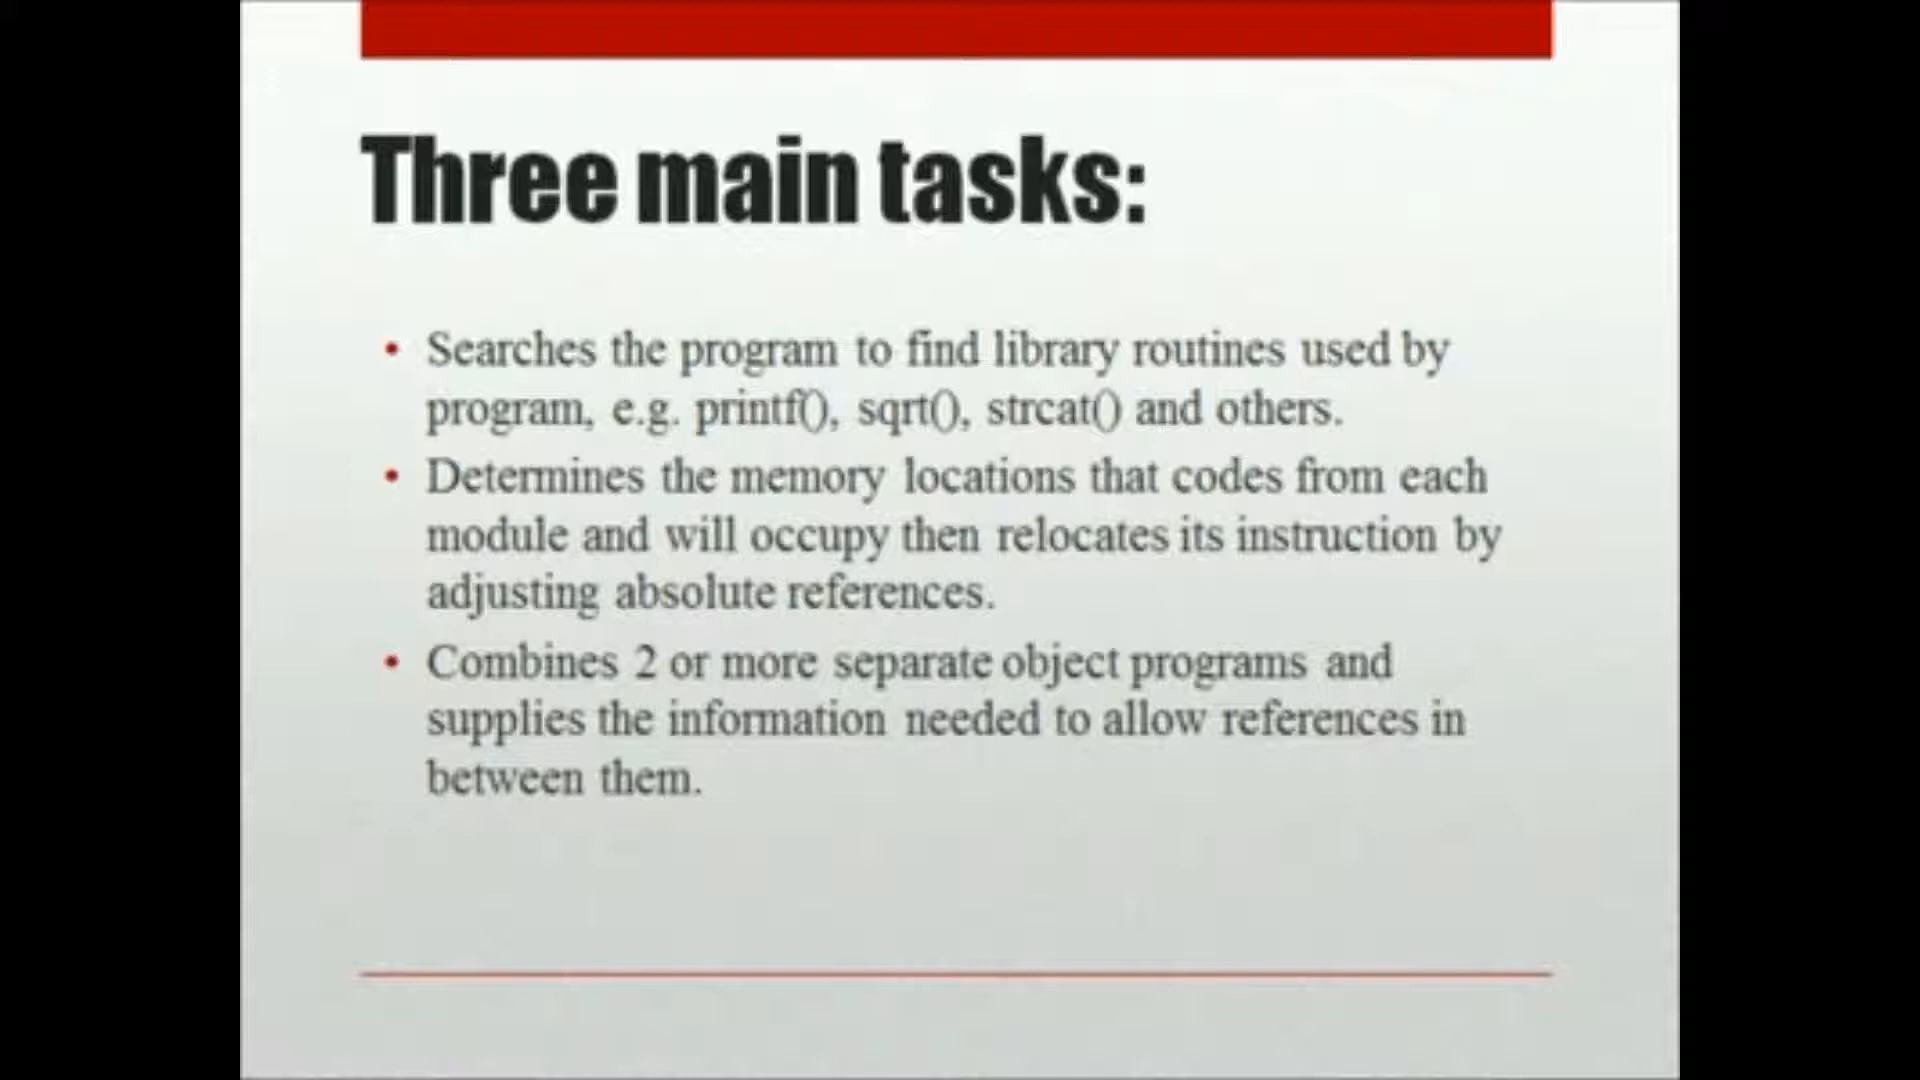 Three main tasks:
• Searches the program to find library routines used by
program, e.g. printf(), sqrt(), strcat() and others.
• Determines the memory locations that codes from each
module and will occupy then relocates its instruction by
adjusting absolute references.
• Combines 2 or more separate object programs and
supplies the information needed to allow references in
between them.